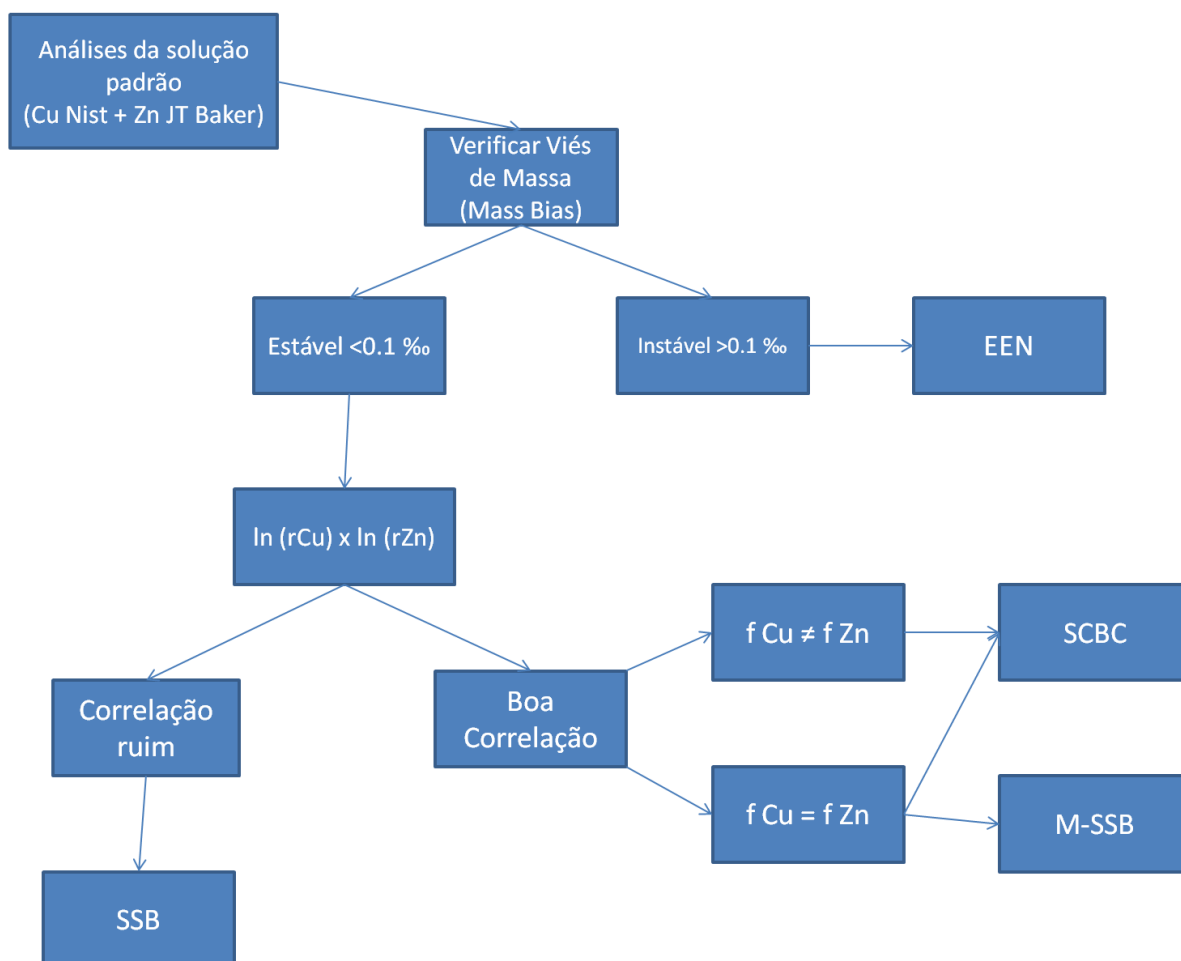 Análises da solução
padrão
(Cu Nist + Zn JT Baker)
Verificar Viés
de Massa
(Mass Bias)
Estável <0.1 ‰
Instável >0.1 ‰
EEN
ln (rCu) x ln (rZn)
Correlação
ruim
Boa
Correlação
f Cu ≠ f Zn
SCBC
f Cu = f Zn
M-SSB
SSB